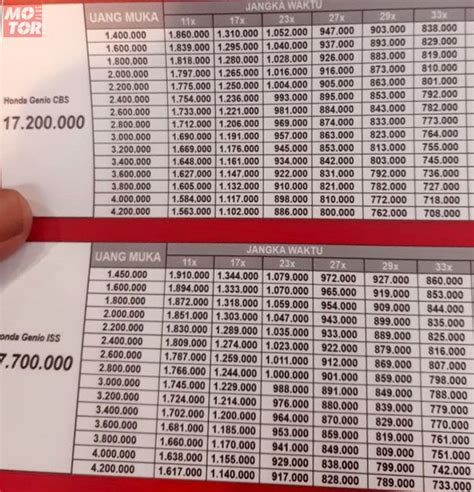 MOTOR
UANG MUKA JANGKA WAKTU
11x 17x 23x 27x 29x 33x
1.400.000 1.860.000 1.310.000 1.052.000 947.000 903.000 838.000
1.600.000 1.839.000 1.295.000 1.040.000 937.000 893.000 829.000
1.800.000 1.818.000 1.280.000 1.028.000 926.000 883.000 819.000
2.000.000 1.797.000 1.265.000 1.016.000 916.000 873.000 810.000
2.200.000 1.775.000 1.250.000 1.004.000 905.000 863.000 801.000
Honda Genio CBS 2.400.000 1.754.000 1.236.000 993.000 895.000 853.000 792.000
2.600.000 1.733.000 1.221.000 981.000 884.000 843.000 782.000
17.200.000 2.800.000 1.712.000 1.206.000 969.000 874.000 833.000 773.000
3.000.000 1.690.000 1.191.000 957.000 863.000 823.000 764.000
3.200.000 1.669.000 1.176.000 945.000 853.000 813.000 755.000
3.400.000 1.648.000 1.161.000 934.000 842.000 803.000 745.000
3.600.000 1.627.000 1.147.000 922.000 831.000 792.000 736.000
3.800.000 1.605.000 1.132.000 910.000 821.000 782.000 727.000
4.000.000 1.584.000 1.117.000 898.000 810.000 772.000 718.000
4.200.000 1.563.000 1.102.000 886.000 800.000 762.000 708.000
UANG MUKA JANGKA WAKTU
11x 17x 23x 27x 29x 33x
1.450.000 1.910.000 1.344.000 1.079.000 972.000 927.000 860.000
1.600.000 1.894.000 1.333.000 1.070.000 965.000 919.000 853.000
1.800.000 1.872.000 1.318.000 1.058.000 954.000 909.000 844.000
2.000.000 1.851.000 1.303.000 1.047.000 944.000 899.000 835.000
2.200.000 1.830.000 1.289.000 1.035.000 933.000 889.000 825.000
onda Genio ISS 2.400.000 1.809.000 1.274.000 1.023.000 922.000 879.000 816.000
2.600.000 1.787.000 1.259.000 1.011.000 912.000 869.000 807.000
7.700.000 2.800.000 1.766.000 1.244.000 901.000 859.000 798.000
3.000.000 1.745.000 1.229.000 988.000 891.000 849.000 788.000
3.200.000 1.724.000 1.214.000 976.000 880.000 839.000 779.000
3.400.000 1.702.000 1.200.000 964.000 870.000 829.000 770.000
3.600.000 1.681.000 1.185.000 952.000 859.000 819.000 760.000
3.800.000 1.660.000 1.170.000 941.000 849.000 809.000 751.000
4.000.000 1.638.000 1.155.000 929.000 838.000 799.000 742.000
4.200.000 1.617.000 1.140.000 917.000 828.000 789.000 733.000